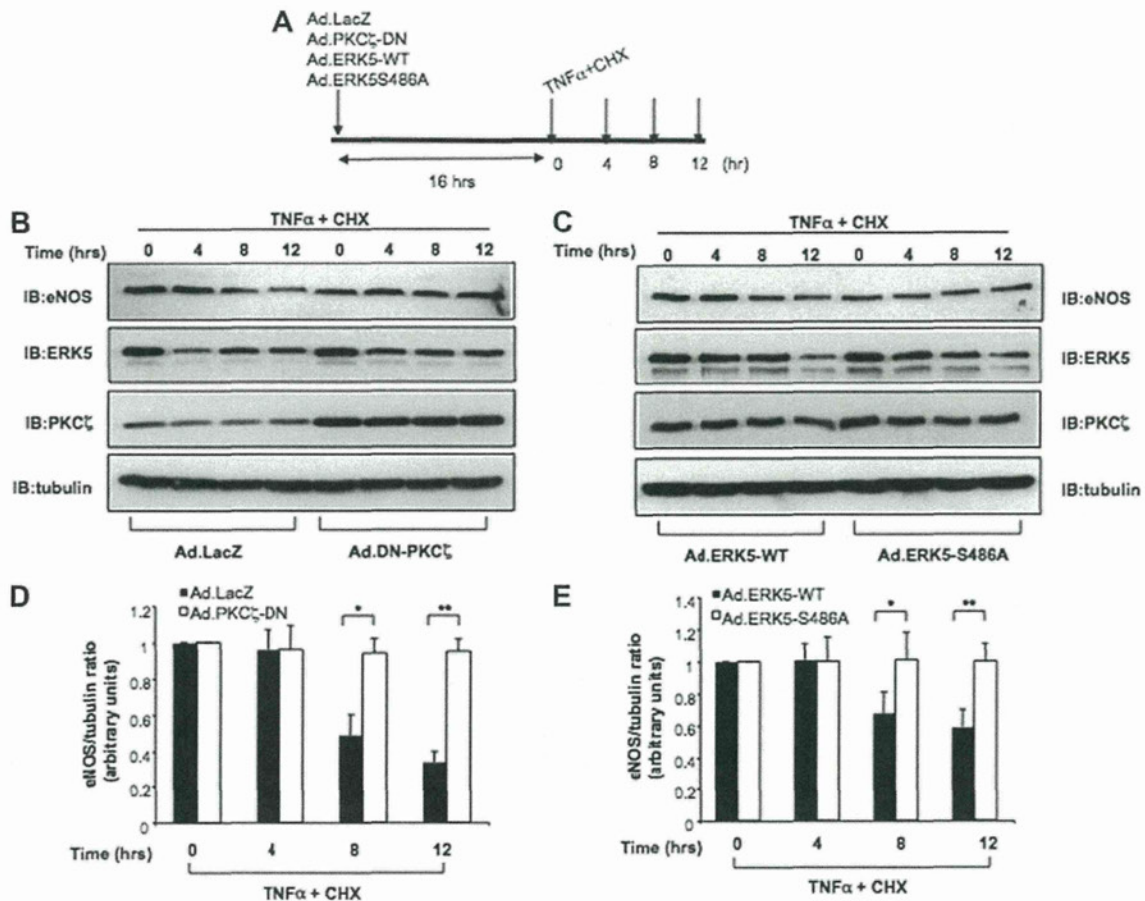 A
Ad.LacZ
Ad.PKCζ-DN
Ad.ERK5-WT
Ad.ERK5S486A
TNFα+CHX
16 hrs
0 4 8 12 (hr)
B
TNFα + CHX
Time (hrs) 0 4 8 12 0 4 8 12
IB:eNOS
IB:ERK5
IB:PKCζ
IB:tubulin
Ad.LacZ Ad.DN-PKCζ
C
TNFα + CHX
Time (hrs) 0 4 8 12 0 4 8 12
IB:eNOS
IB:ERK5
IB:PKCζ
IB:tubulin
Ad.ERK5-WT Ad.ERK5-S486A
D
Ad.LacZ
Ad.PKCζ-DN
* **
eNOS/tubulin ratio
(arbitrary units)
1.2
1
0.8
0.6
0.4
0.2
0
Time (hrs) 0 4 8 12
TNFα + CHX
E
Ad.ERK5-WT
Ad.ERK5-S486A
* **
eNOS/tubulin ratio
(arbitrary units)
1.4
1.2
1
0.8
0.6
0.4
0.2
0
Time (hrs) 0 4 8 12
TNFα + CHX